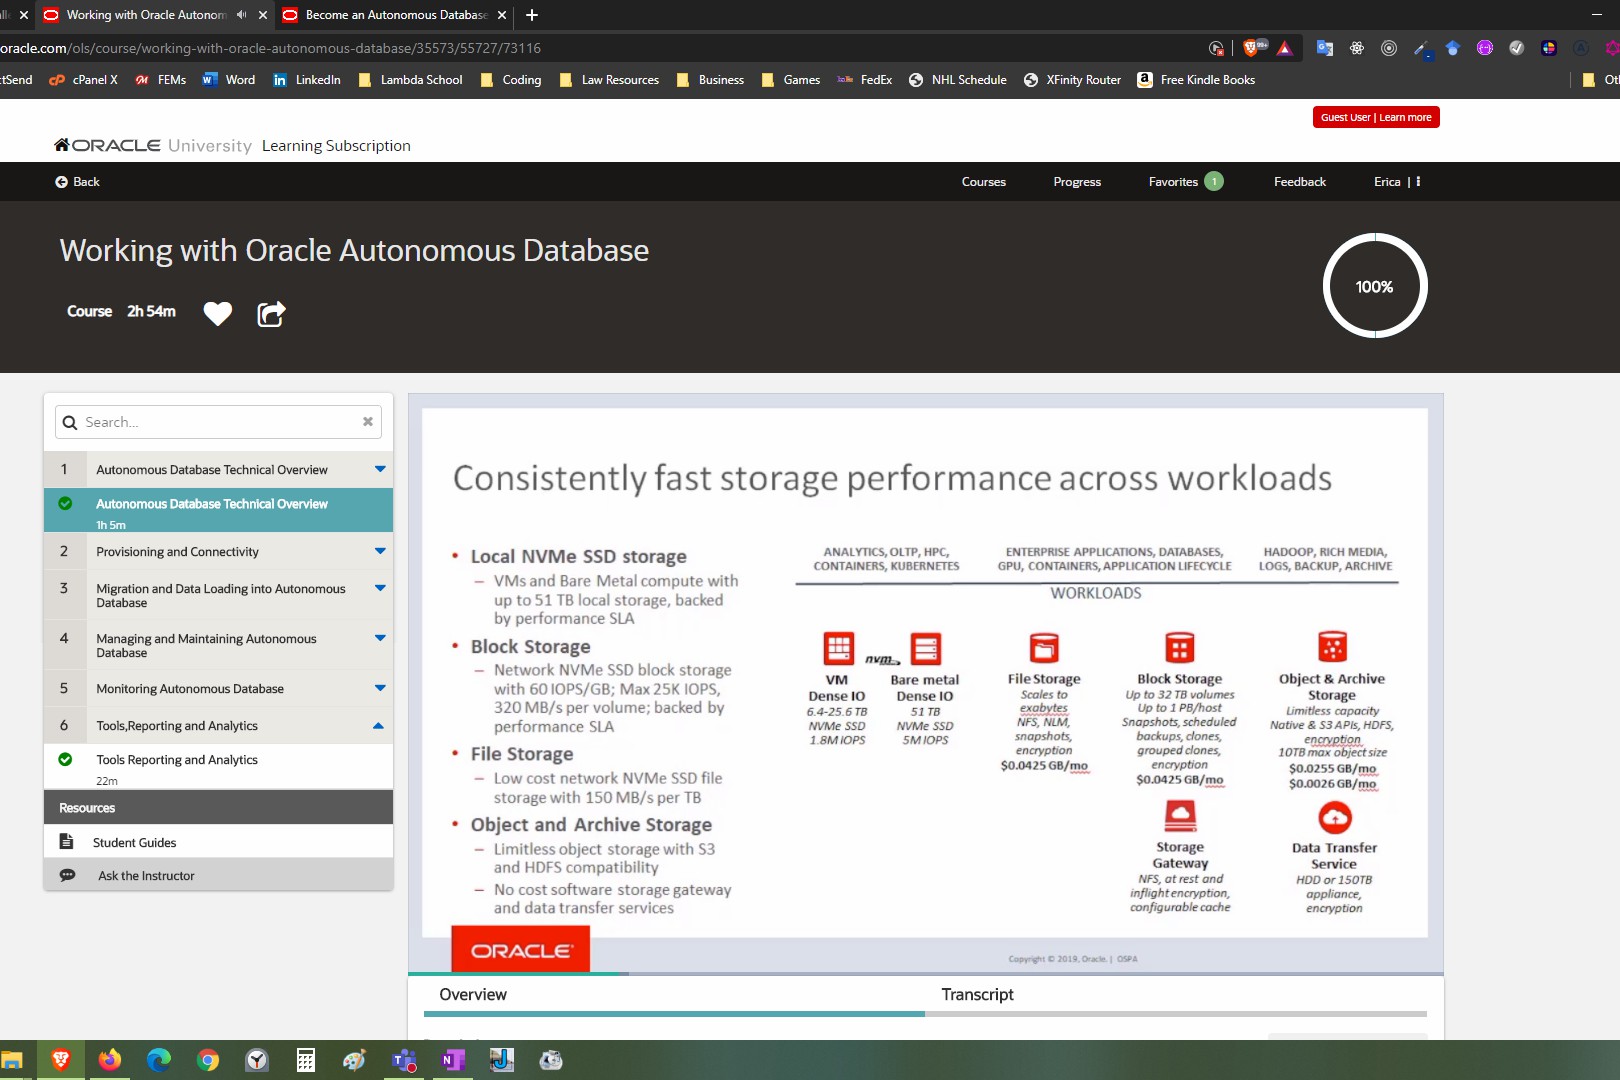 Working with Oracle Autonom
Become an Autonomous Database
oracle.com/ols/course/working-with-oracle-autonomous-database/35573/55727/73116
ctSend cPanel X FEMs Word LinkedIn Lambda School Coding Law Resources Business Games FedEx NHL Schedule XFinity Router Free Kindle Books
Guest User | Learn more
ORACLE University Learning Subscription
Back Courses Progress Favorites 1 Feedback Erica |
Working with Oracle Autonomous Database
Course 2h 54m
100%
Search...
1 Autonomous Database Technical Overview
Autonomous Database Technical Overview
1h 5m
2 Provisioning and Connectivity
3 Migration and Data Loading into Autonomous
Database
4 Managing and Maintaining Autonomous
Database
5 Monitoring Autonomous Database
6 Tools,Reporting and Analytics
Tools Reporting and Analytics
22m
Resources
Student Guides
Ask the Instructor
Consistently fast storage performance across workloads
• Local NVMe SSD storage
– VMs and Bare Metal compute with
up to 51 TB local storage, backed
by performance SLA
• Block Storage
– Network NVMe SSD block storage
with 60 IOPS/GB; Max 25K IOPS,
320 MB/s per volume; backed by
performance SLA
• File Storage
– Low cost network NVMe SSD file
storage with 150 MB/s per TB
• Object and Archive Storage
– Limitless object storage with S3
and HDFS compatibility
– No cost software storage gateway
and data transfer services
ANALYTICS, OLTP, HPC,
CONTAINERS, KUBERNETES
ENTERPRISE APPLICATIONS, DATABASES,
GPU, CONTAINERS, APPLICATION LIFECYCLE
HADOOP, RICH MEDIA,
LOGS, BACKUP, ARCHIVE
WORKLOADS
nvm
VM
Dense IO
6.4-25.6 TB
NVMe SSD
1.8M IOPS
Bare metal
Dense IO
51 TB
NVMe SSD
5M IOPS
File Storage
Scales to
exabytes
NFS, NLM,
snapshots,
encryption
$0.0425 GB/mo
Block Storage
Up to 32 TB volumes
Up to 1 PB/host
Snapshots, scheduled
backups, clones,
grouped clones,
encryption
$0.0425 GB/mo
Object & Archive
Storage
Limitless capacity
Native & S3 APIs, HDFS,
encryption
10TB max object size
$0.0255 GB/mo
$0.0026 GB/mo
Storage
Gateway
NFS, at rest and
inflight encryption,
configurable cache
Data Transfer
Service
HDD or 150TB
appliance,
encryption
ORACLE
Copyright © 2019, Oracle. | OSPA
Overview
Transcript